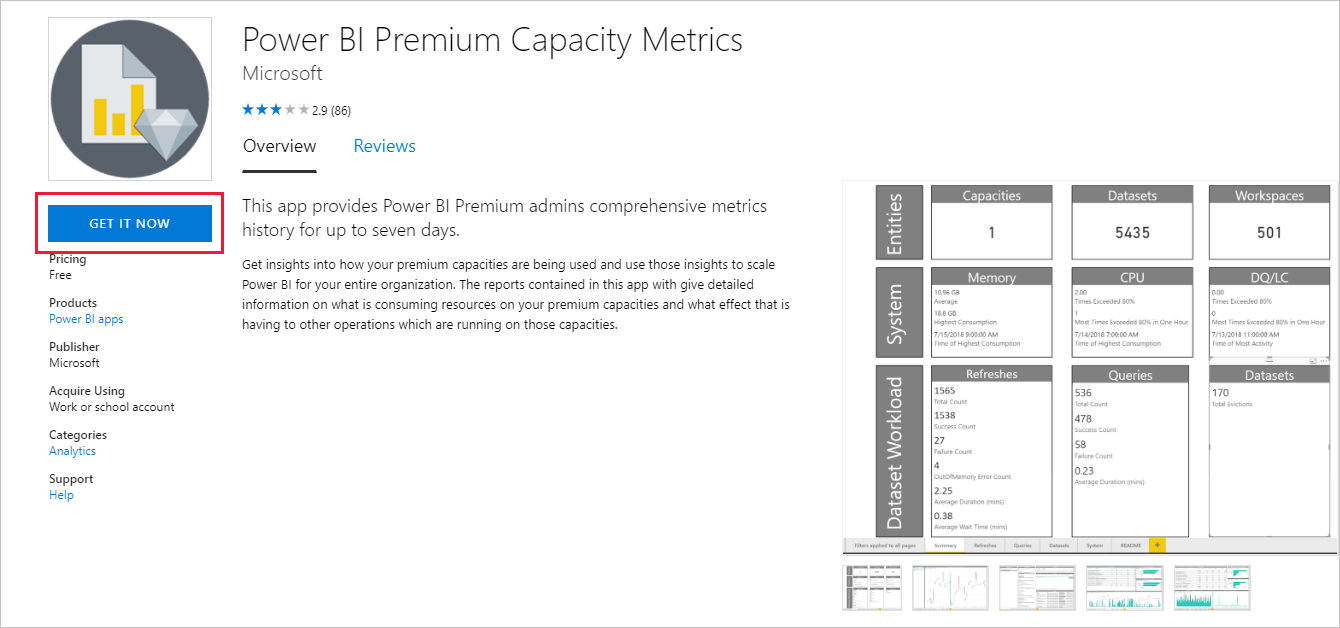 Power BI Premium Capacity Metrics
Microsoft
2.9 (86)
Overview
Reviews
GET IT NOW
Pricing
Free
Products
Power BI apps
Publisher
Microsoft
Acquire Using
Work or school account
Categories
Analytics
Support
Help
This app provides Power BI Premium admins comprehensive metrics
history for up to seven days.
Get insights into how your premium capacities are being used and use those insights to scale
Power BI for your entire organization. The reports contained in this app with give detailed
information on what is consuming resources on your premium capacities and what effect that is
having to other operations which are running on those capacities.
Entities
Capacities
1
Datasets
5435
Workspaces
501
System
Memory
10.96 GB
Average
18.8 GB
Highest Consumption
7/15/2018 9:00:00 AM
Time of Highest Consumption
CPU
2.00
Times Exceeded 80%
1
Most Times Exceeded 80% in One Hour
7/14/2018 7:00:00 AM
Time of Highest Consumption
DQ/LC
0.00
Times Exceeded 80%
0
Most Times Exceeded 80% in One Hour
7/13/2018 11:00:00 AM
Time of Most Activity
Dataset Workload
Refreshes
1565
Total Count
1538
Success Count
27
Failure Count
4
OutOfMemory Error Count
2.25
Average Duration (mins)
0.38
Average Wait Time (mins)
Queries
536
Total Count
478
Success Count
58
Failure Count
0.23
Average Duration (mins)
Datasets
170
Total Evictions
Filters applied to all pages
Summary
Refreshes
Queries
Datasets
System
README
+